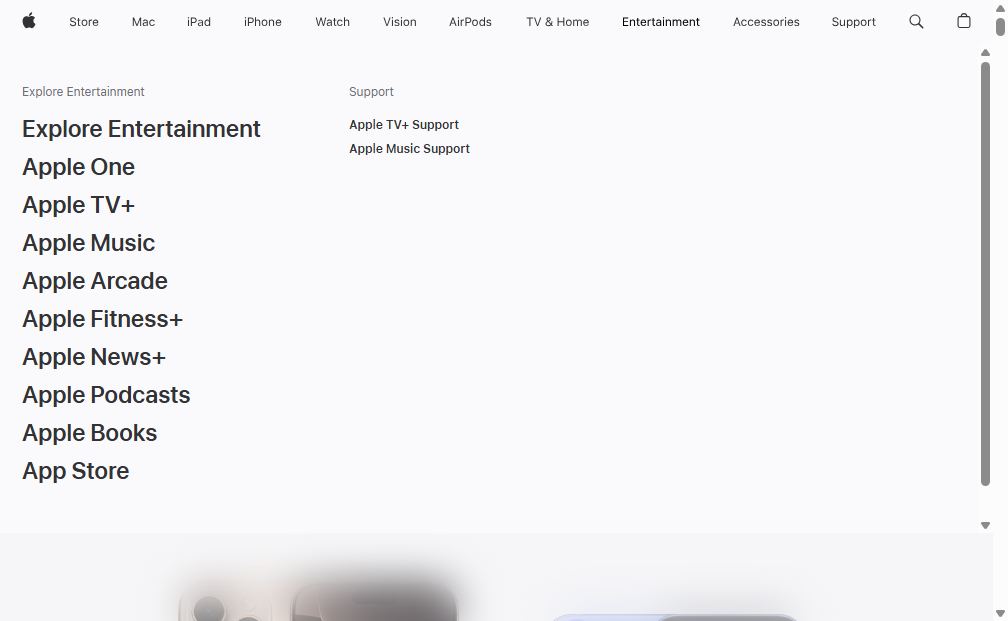 Store Mac iPad iPhone Watch Vision AirPods TV & Home Entertainment Accessories Support
Explore Entertainment
Explore Entertainment
Apple One
Apple TV+
Apple Music
Apple Arcade
Apple Fitness+
Apple News+
Apple Podcasts
Apple Books
App Store
Support
Apple TV+ Support
Apple Music Support